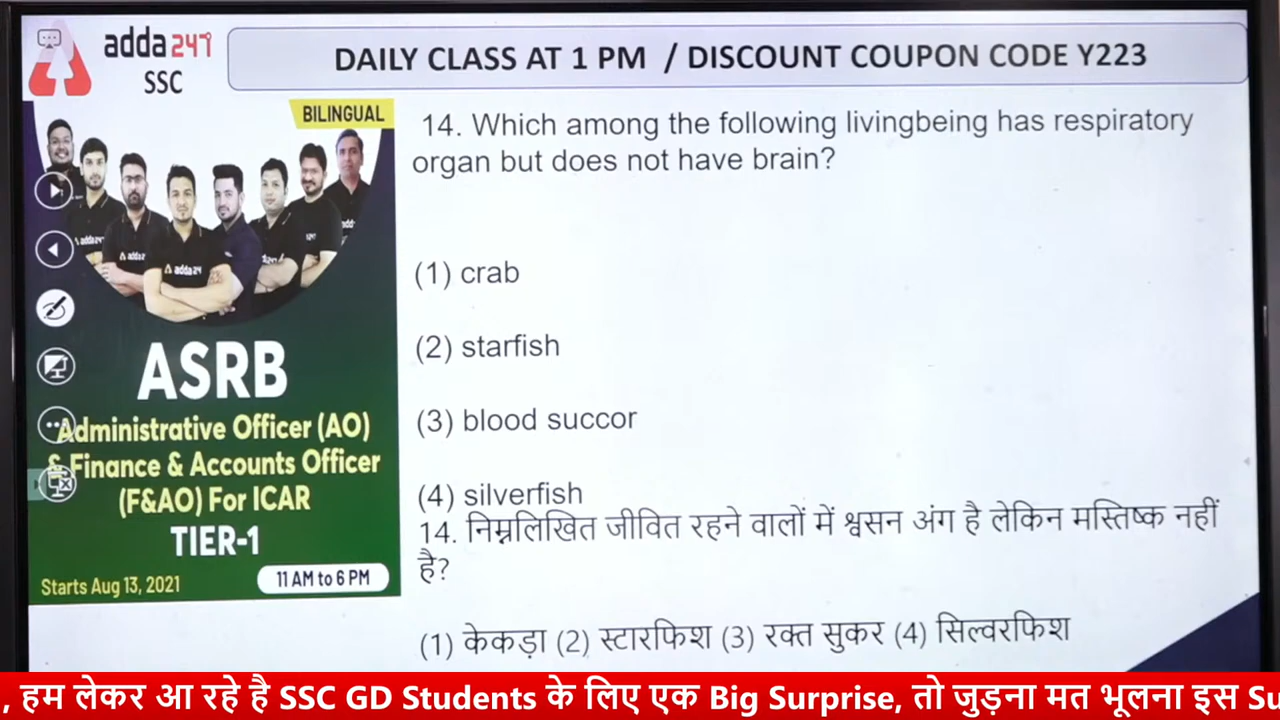 adda247
SSC
DAILY CLASS AT 1 PM / DISCOUNT COUPON CODE Y223
BILINGUAL
ASRB
Administrative Officer (AO)
& Finance & Accounts Officer
(F&AO) For ICAR
TIER-1
Starts Aug 13, 2021
11 AM to 6 PM
14. Which among the following livingbeing has respiratory
organ but does not have brain?
(1) crab
(2) starfish
(3) blood succor
(4) silverfish
14. निम्नलिखित जीवित रहने वालों में श्वसन अंग है लेकिन मस्तिष्क नहीं
है?
(1) केकड़ा (2) स्टारफिश (3) रक्त सुकर (4) सिल्वरफिश
, हम लेकर आ रहे है SSC GD Students के लिए एक Big Surprise, तो जुड़ना मत भूलना इस Su